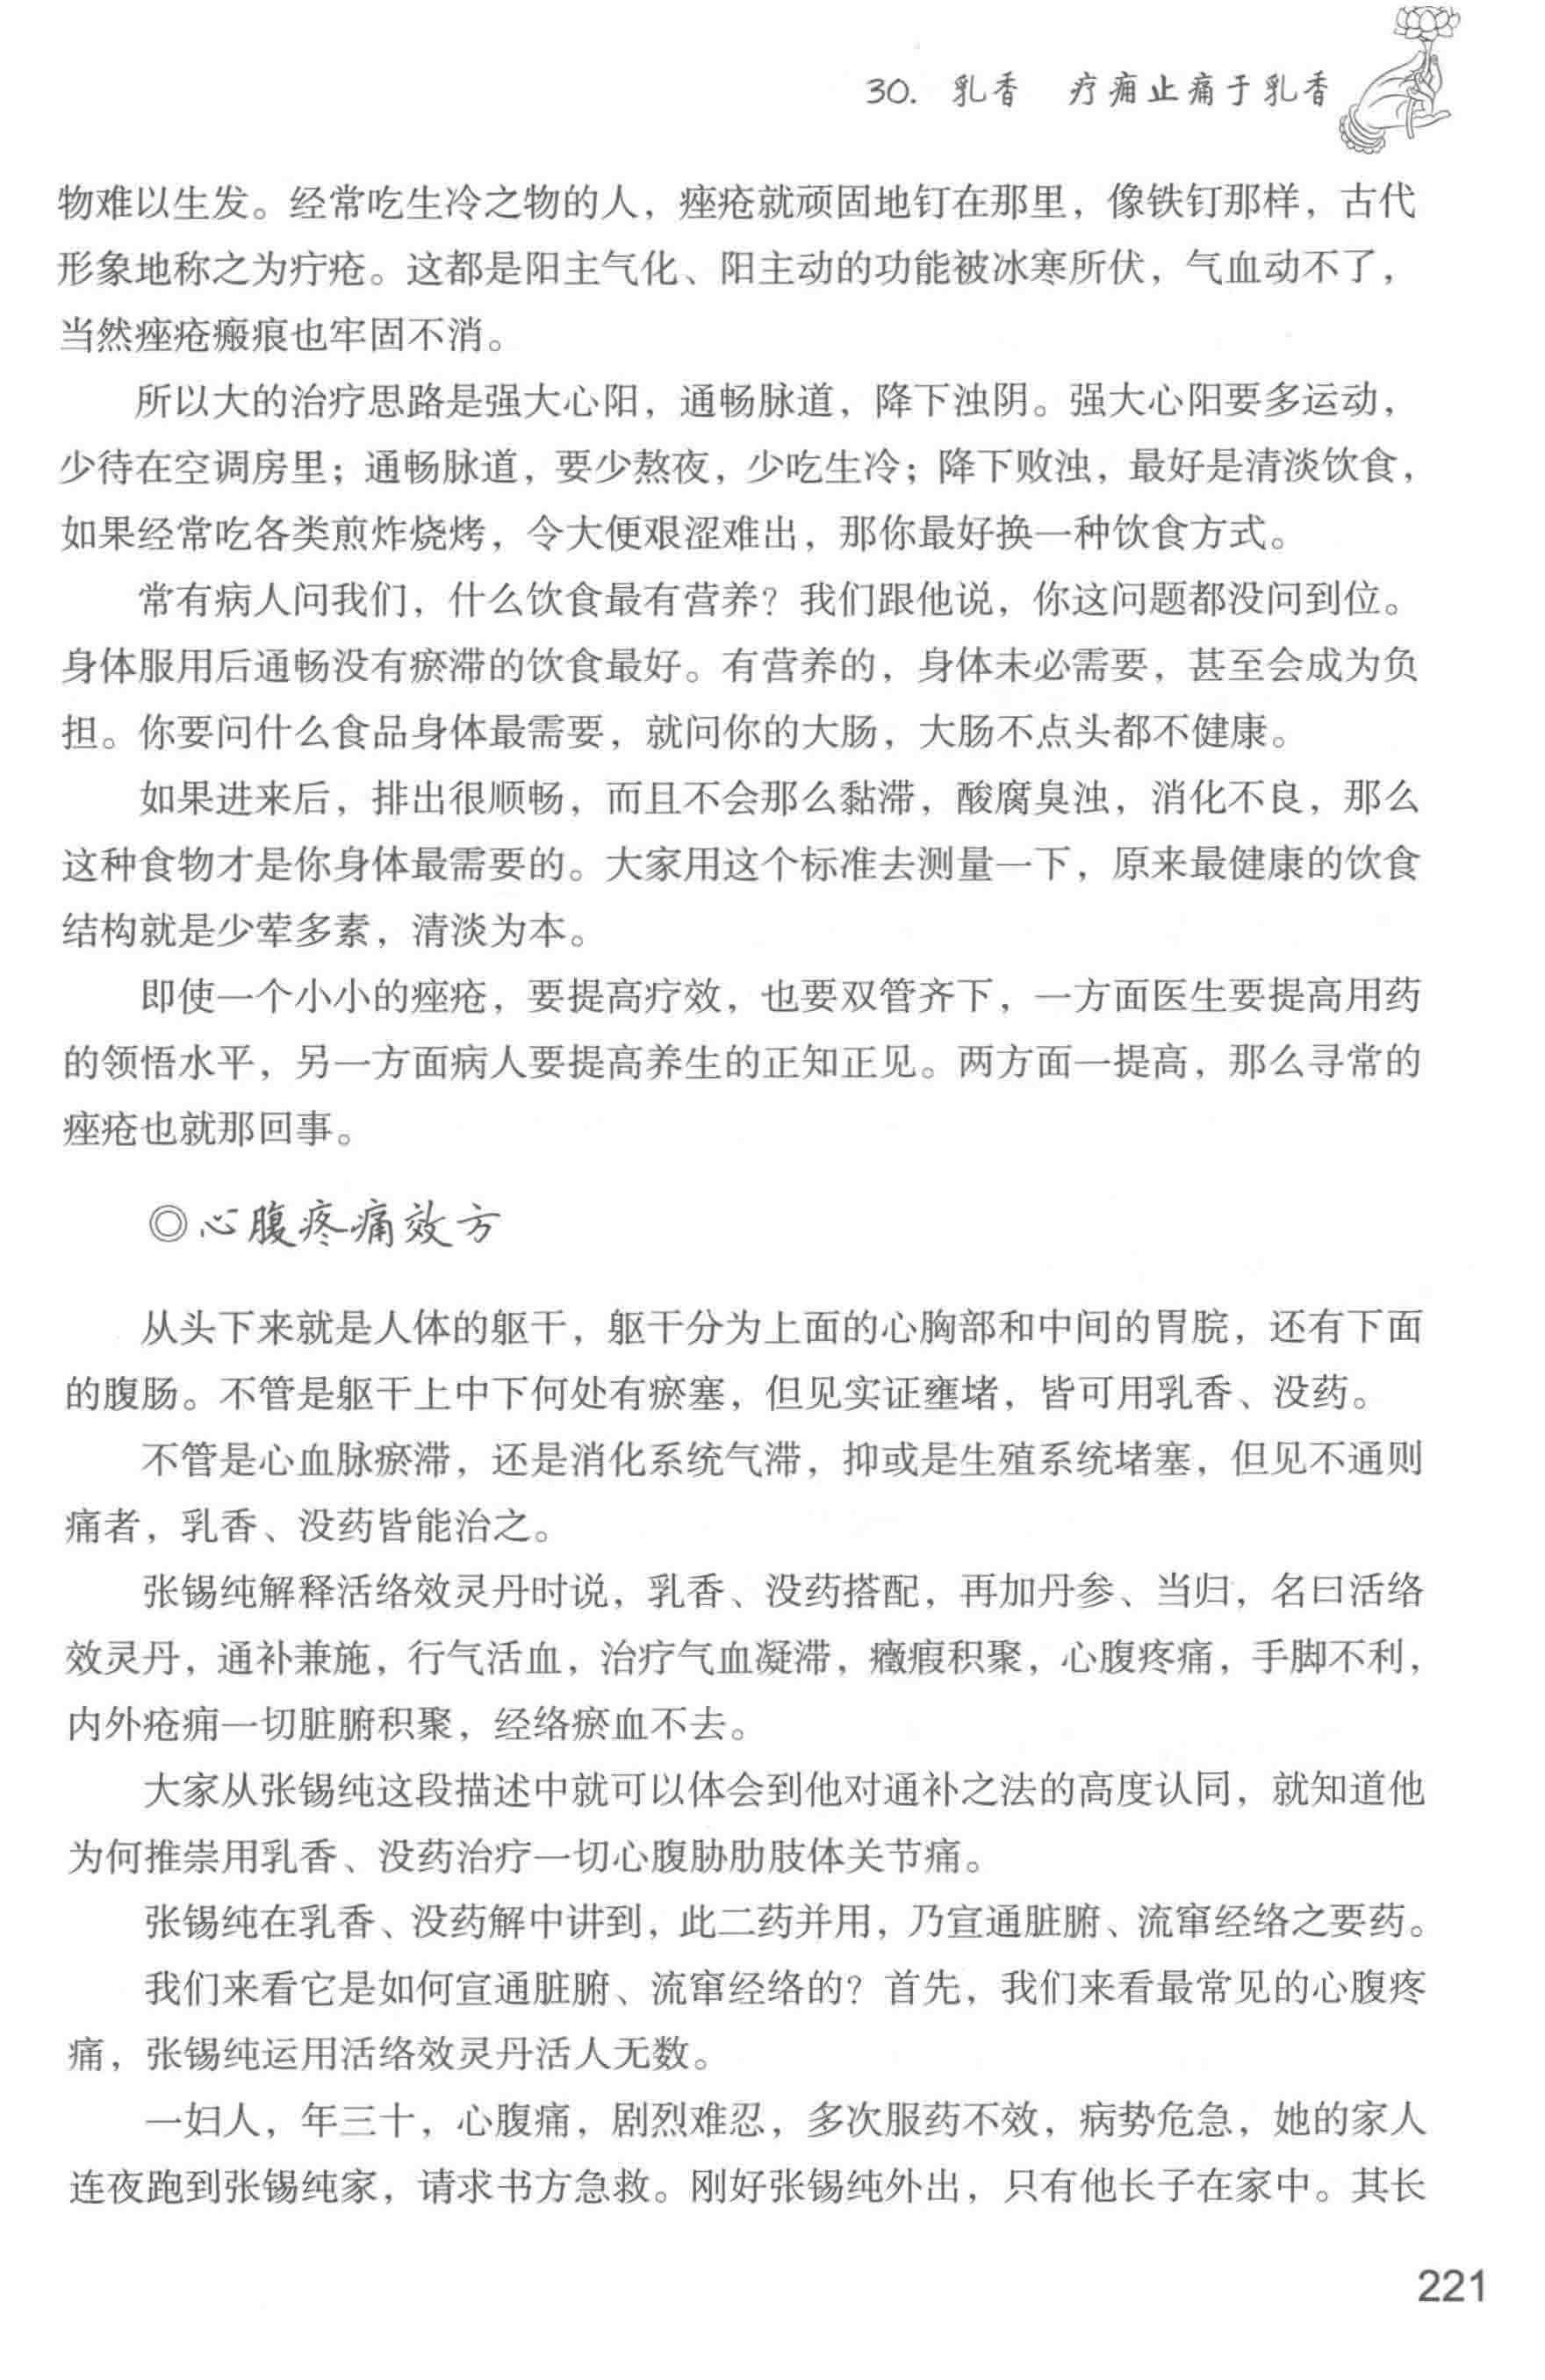 30. 乳香 疗痈止痛于乳香
物难以生发。经常吃生冷之物的人，痤疮就顽固地钉在那里，像铁钉那样，古代
形象地称之为疔疮。这都是阳主气化、阳主动的功能被冰寒所伏，气血动不了，
当然痤疮瘢痕也牢固不消。
所以大的治疗思路是强大心阳，通畅脉道，降下浊阴。强大心阳要多运动，
少待在空调房里；通畅脉道，要少熬夜，少吃生冷；降下败浊，最好是清淡饮食，
如果经常吃各类煎炸烧烤，令大便艰涩难出，那你最好换一种饮食方式。
常有病人问我们，什么饮食最有营养？我们跟他说，你这问题都没问到位。
身体服用后通畅没有瘀滞的饮食最好。有营养的，身体未必需要，甚至会成为负
担。你要问什么食品身体最需要，就问你的大肠，大肠不点头都不健康。
如果进来后，排出很顺畅，而且不会那么黏滞，酸腐臭浊，消化不良，那么
这种食物才是你身体最需要的。大家用这个标准去测量一下，原来最健康的饮食
结构就是少荤多素，清淡为本。
即使一个小小的痤疮，要提高疗效，也要双管齐下，一方面医生要提高用药
的领悟水平，另一方面病人要提高养生的正知正见。两方面一提高，那么寻常的
痤疮也就那回事。
◎心腹疼痛效方
从头下来就是人体的躯干，躯干分为上面的心胸部和中间的胃脘，还有下面
的腹肠。不管是躯干上中下何处有瘀塞，但见实证壅堵，皆可用乳香、没药。
不管是心血脉瘀滞，还是消化系统气滞，抑或是生殖系统堵塞，但见不通则
痛者，乳香、没药皆能治之。
张锡纯解释活络效灵丹时说，乳香、没药搭配，再加丹参、当归，名曰活络
效灵丹，通补兼施，行气活血，治疗气血凝滞，癥瘕积聚，心腹疼痛，手脚不利，
内外疮痈一切脏腑积聚，经络瘀血不去。
大家从张锡纯这段描述中就可以体会到他对通补之法的高度认同，就知道他
为何推崇用乳香、没药治疗一切心腹胁肋肢体关节痛。
张锡纯在乳香、没药解中讲到，此二药并用，乃宣通脏腑、流窜经络之要药。
我们来看它是如何宣通脏腑、流窜经络的？首先，我们来看最常见的心腹疼
痛，张锡纯运用活络效灵丹活人无数。
一妇人，年三十，心腹痛，剧烈难忍，多次服药不效，病势危急，她的家人
连夜跑到张锡纯家，请求书方急救。刚好张锡纯外出，只有他长子在家中。其长
221